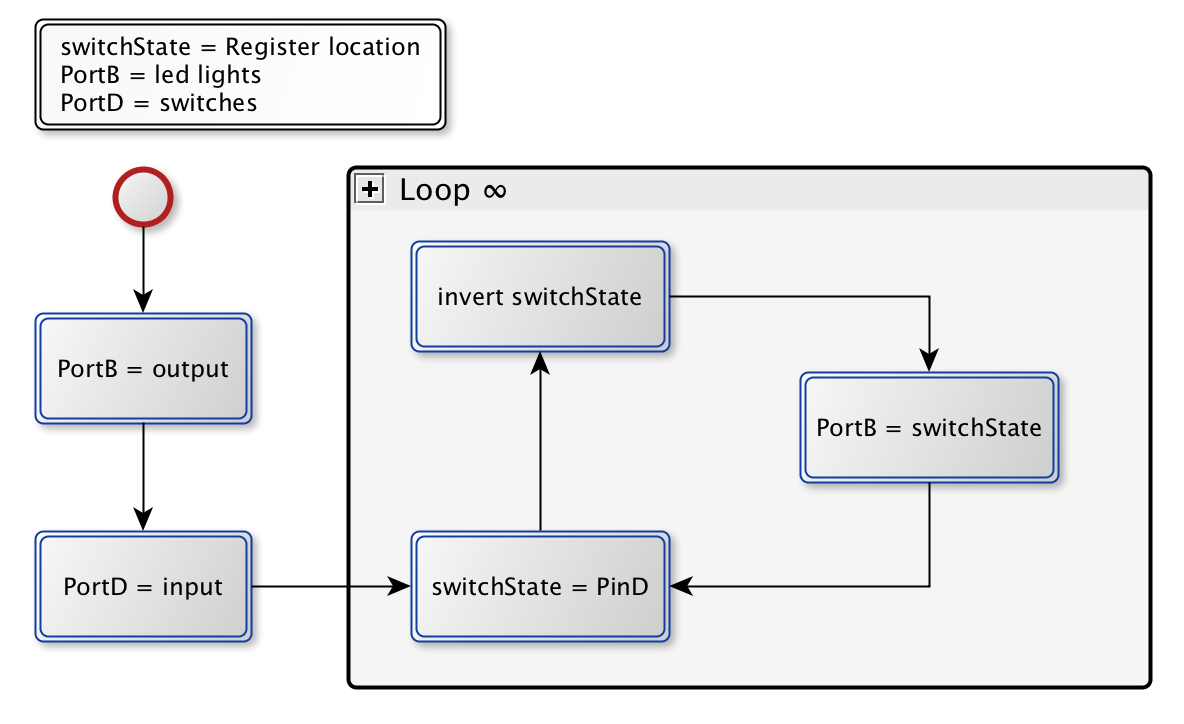 switchState = Register location
PortB = led lights
PortD = switches
Loop ∞
invert switchState
PortB = output
PortB = switchState
PortD = input
switchState = PinD